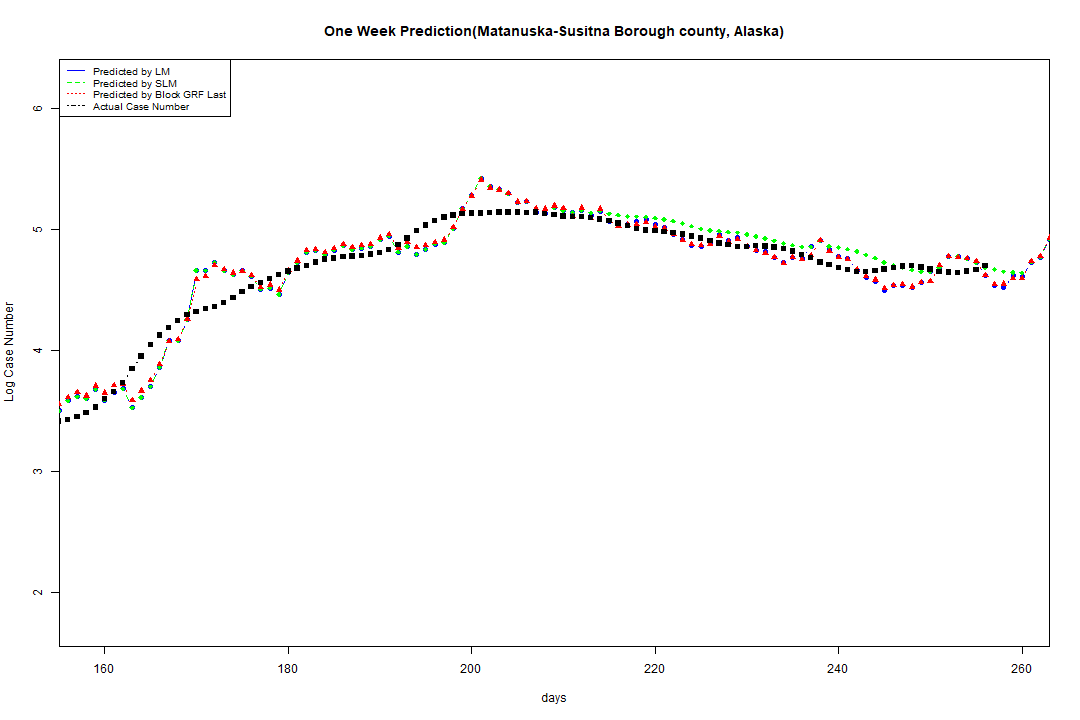 One Week Prediction(Matanuska-Susitna Borough county, Alaska)
Predicted by LM
Predicted by SLM
Predicted by Block GRF Last
Actual Case Number
6
5
4
3
2
Log Case Number
160 180 200 220 240 260
days